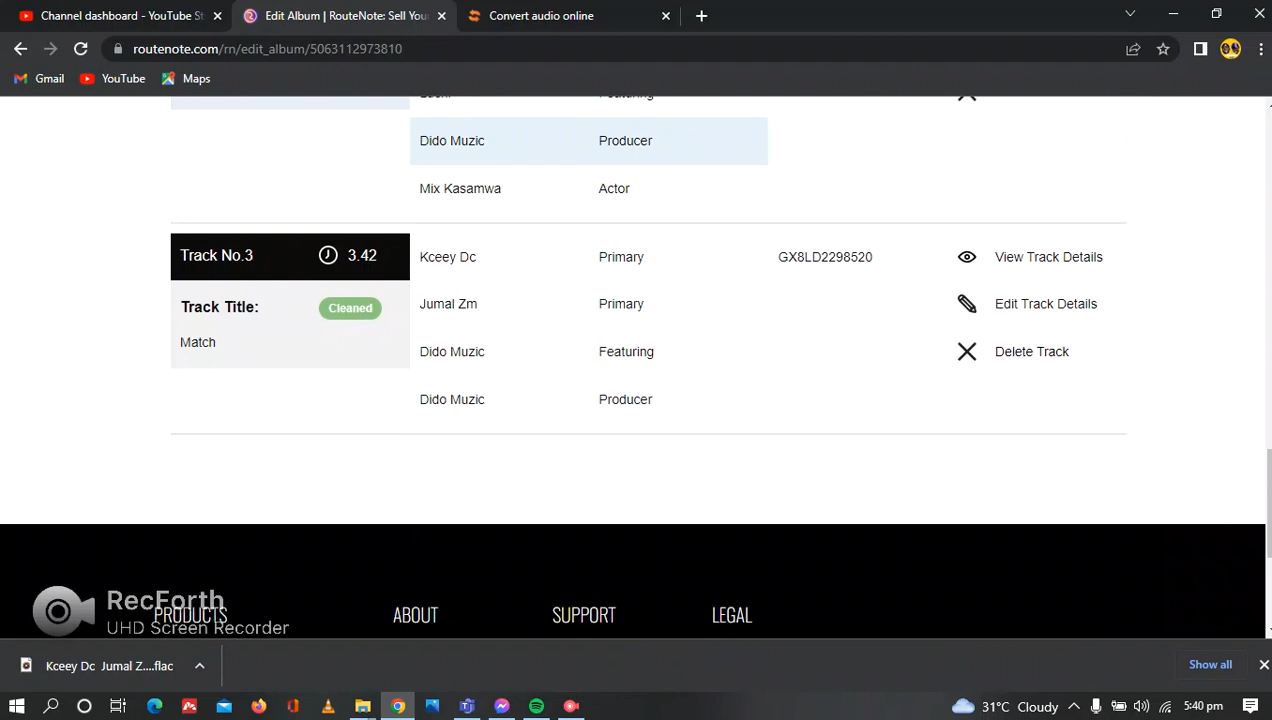 Channel dashboard - YouTube St
Edit Album | RouteNote: Sell You
Convert audio online
routenote.com/rn/edit_album/5063112973810
Gmail
YouTube
Maps
Featuring
Dido Muzic Producer
Mix Kasamwa Actor
Track No.3 3.42 Kceey Dc Primary GX8LD2298520 View Track Details
Track Title: Cleaned Jumal Zm Primary Edit Track Details
Match Dido Muzic Featuring Delete Track
Dido Muzic Producer
RecForth
UHD Screen Recorder
PRODUCTS ABOUT SUPPORT LEGAL
Kceey Dc Jumal Z....flac
Show all
31°C Cloudy
5:40 pm